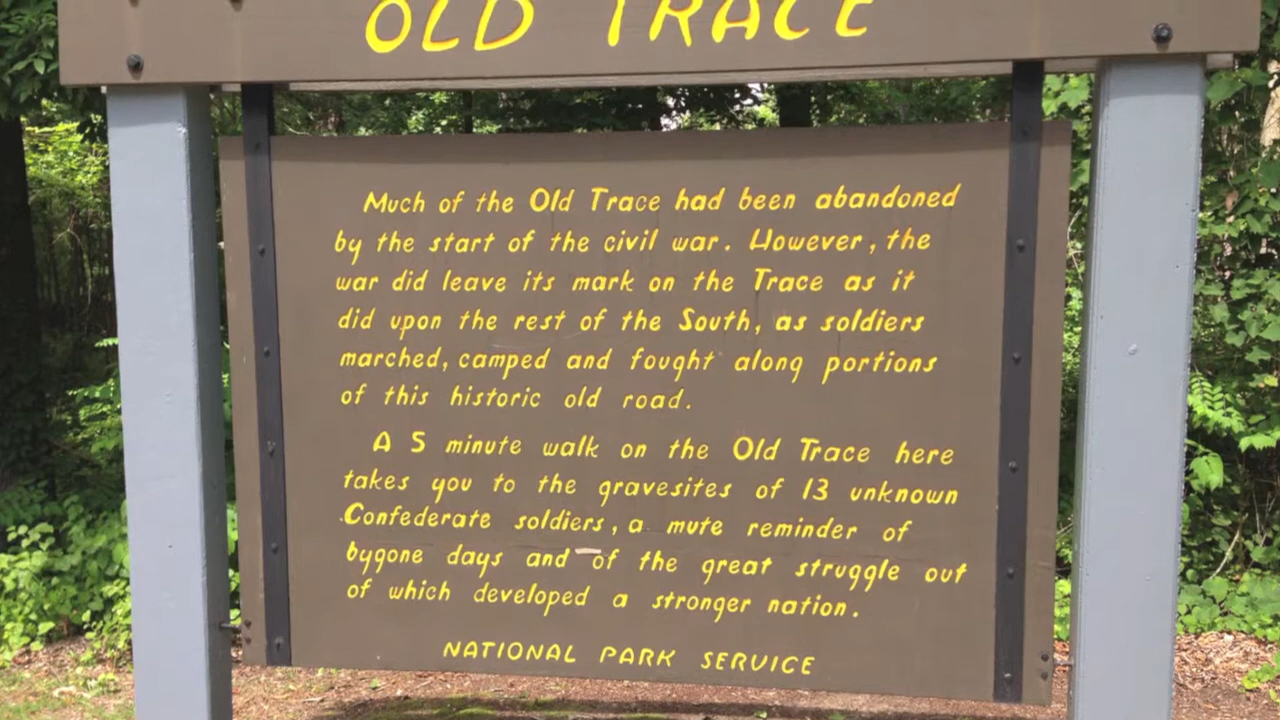 OLD TRACE
Much of the Old Trace had been abandoned
by the start of the civil war. However, the
war did leave its mark on the Trace as it
did upon the rest of the South, as soldiers
marched, camped and fought along portions
of this historic old road.
A 5 minute walk on the Old Trace here
takes you to the gravesites of 13 unknown
Confederate soldiers, a mute reminder of
bygone days and of the great struggle out
of which developed a stronger nation.
NATIONAL PARK SERVICE